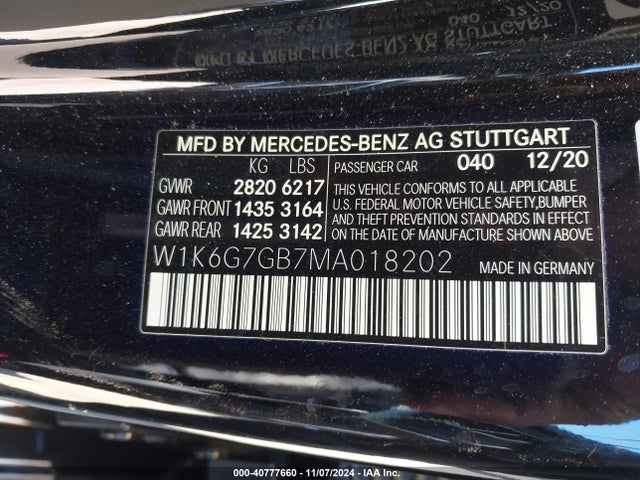 MFD BY MERCEDES-BENZ AG STUTTGART
KG LBS PASSENGER CAR 040 12/20
GVWR 2820 6217
GAWR FRONT 1435 3164
GAWR REAR 1425 3142
THIS VEHICLE CONFORMS TO ALL APPLICABLE
U.S. FEDERAL MOTOR VEHICLE SAFETY,BUMPER
AND THEFT PREVENTION STANDARDS IN EFFECT
ON THE DATE OF MANUFACTURE SHOWN ABOVE.
W1K6G7GB7MA018202 MADE IN GERMANY
000-40777660 - 11/07/2024 - IAA Inc.